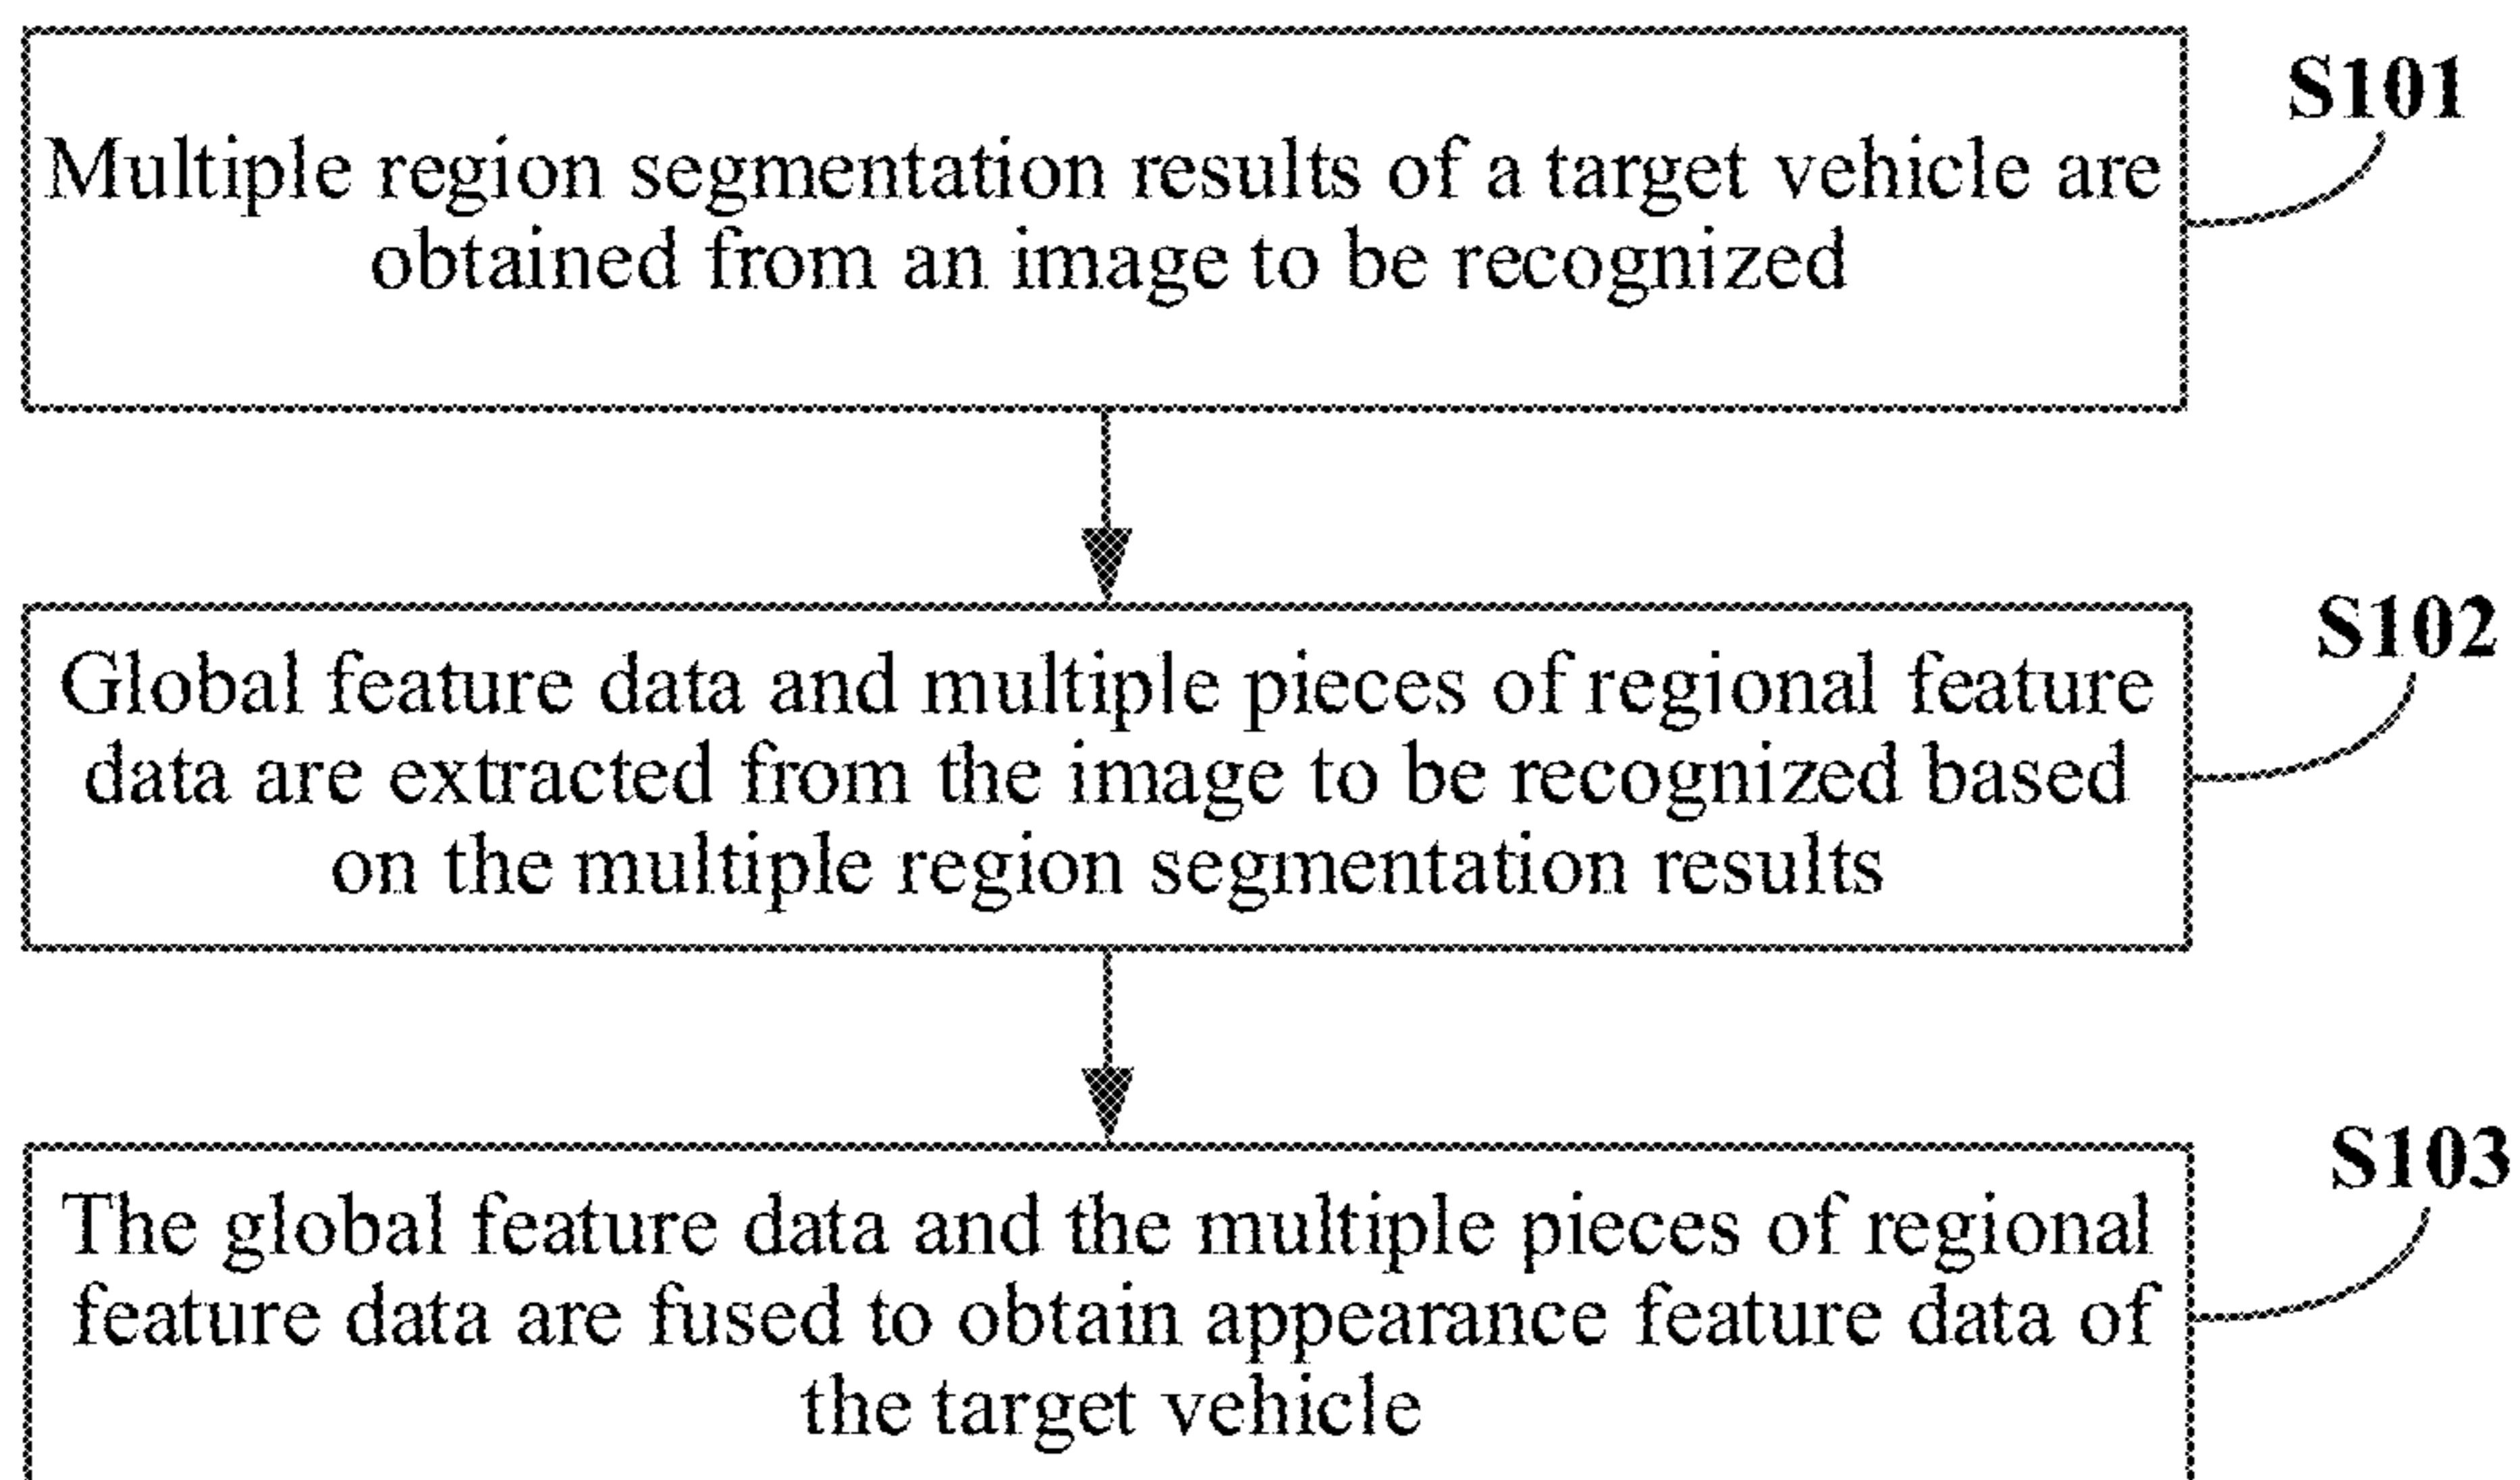 S101
Multiple region segmentation results of a target vehicle are
obtained from an image to be recognized
S102
Global feature data and multiple pieces of regional feature
data are extracted from the image to be recognized based
on the multiple region segmentation results
S103
The global feature data and the multiple pieces of regional
feature data are fused to obtain appearance feature data of
the target vehicle